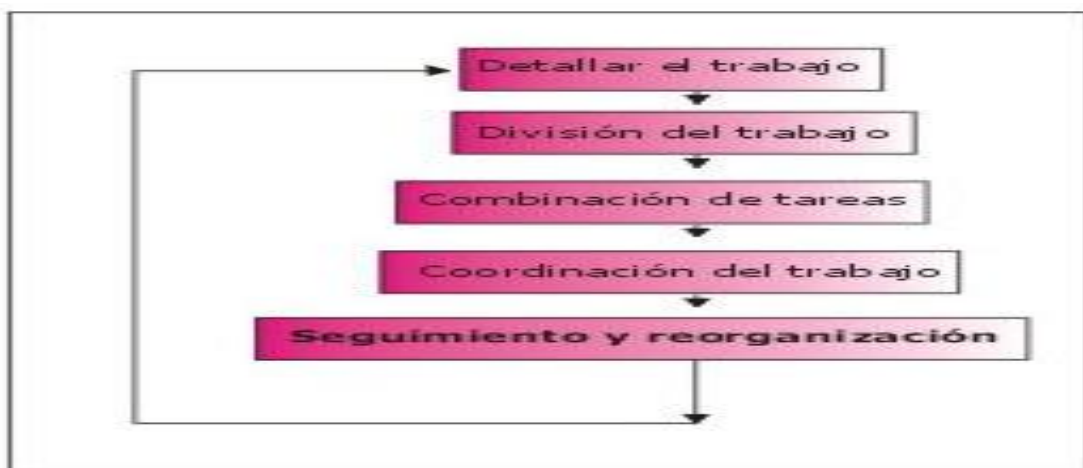 Detallar el trabajo
División del trabajo
Combinación de tareas
Coordinación del trabajo
Seguimiento y reorganización